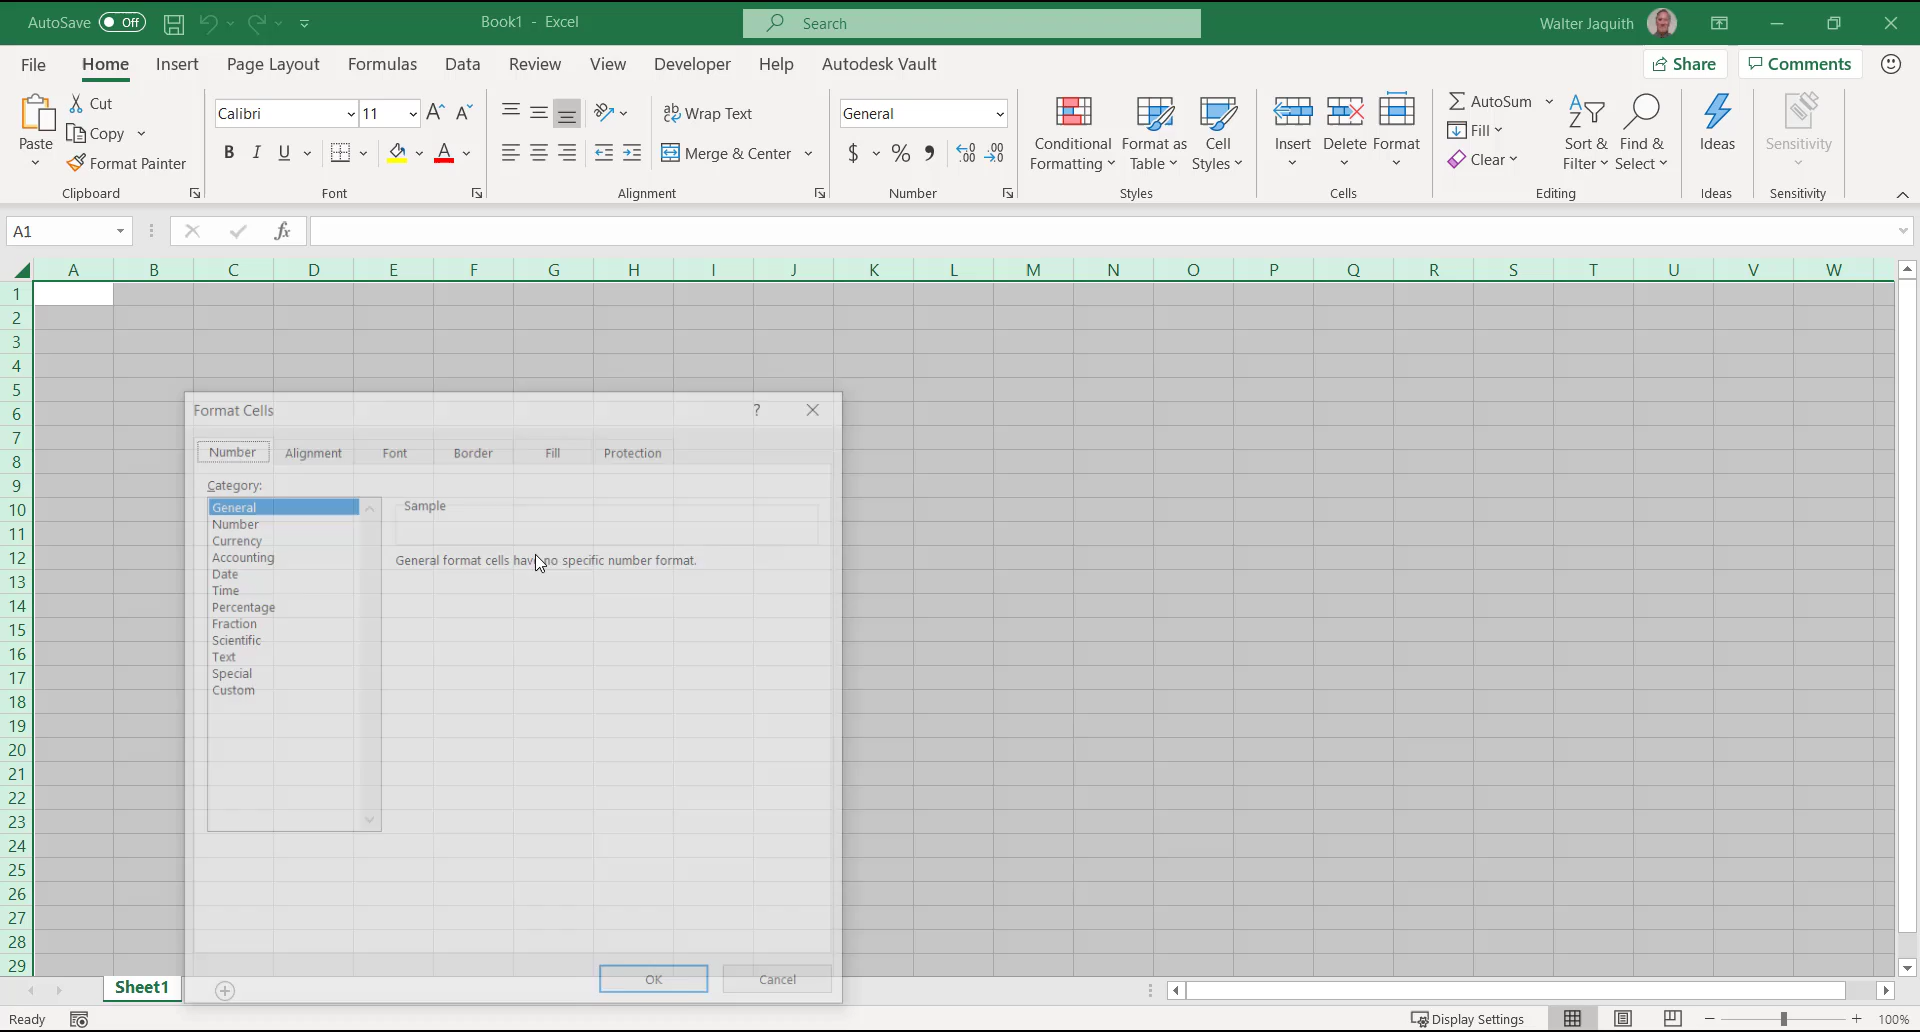 AutoSave Off
Book1 - Excel
Search
Walter Jaquith
File Home Insert Page Layout Formulas Data Review View Developer Help Autodesk Vault
Share Comments
Paste
Cut
Copy
Format Painter
Clipboard
Calibri 11
B I U A
Font
Wrap Text
Merge & Center
Alignment
General
$ % 9
Number
Conditional Formatting
Format as Table
Cell Styles
Styles
Insert Delete Format
Cells
AutoSum
Fill
Clear
Sort & Filter
Find & Select
Editing
Ideas
Ideas
Sensitivity
Sensitivity
A1 fx
A B C D E F G H I J K L M N O P Q R S T U V W
1
2
3
4
5
6
7
8
9
10
11
12
13
14
15
16
17
18
19
20
21
22
23
24
25
26
27
28
29
Format Cells ?
Number Alignment Font Border Fill Protection
Category:
General
Number
Currency
Accounting
Date
Time
Percentage
Fraction
Scientific
Text
Special
Custom
Sample
General format cells have no specific number format.
OK Cancel
Sheet1
Ready
Display Settings
100%